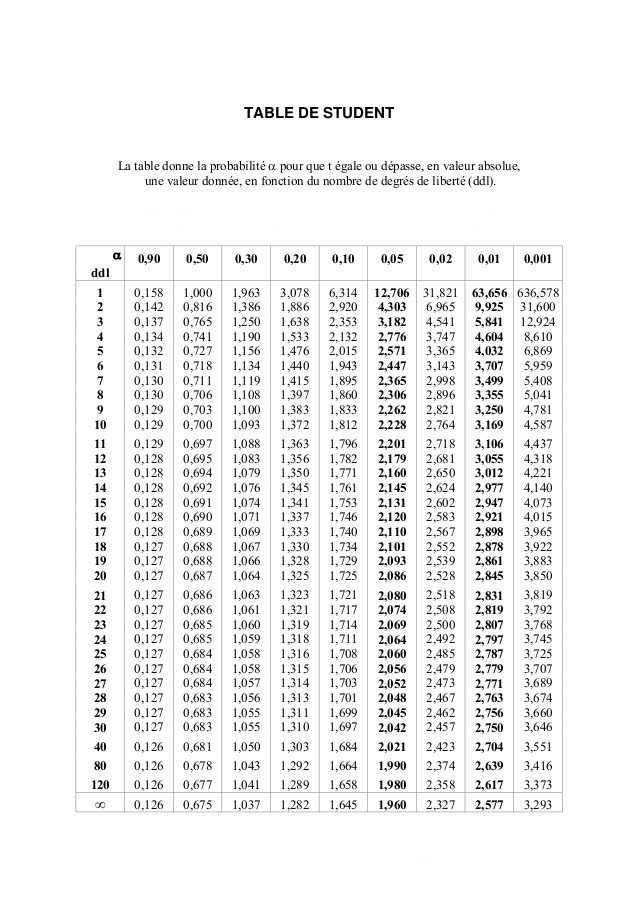 TABLE DE STUDENT
La table donne la probabilité α pour que t égale ou dépasse, en valeur absolue,
une valeur donnée, en fonction du nombre de degrés de liberté (ddl).
α 0,90 0,50 0,30 0,20 0,10 0,05 0,02 0,01 0,001
ddl
1 0,158 1,000 1,963 3,078 6,314 12,706 31,821 63,656 636,578
2 0,142 0,816 1,386 1,886 2,920 4,303 6,965 9,925 31,600
3 0,137 0,765 1,250 1,638 2,353 3,182 4,541 5,841 12,924
4 0,134 0,741 1,190 1,533 2,132 2,776 3,747 4,604 8,610
5 0,132 0,727 1,156 1,476 2,015 2,571 3,365 4,032 6,869
6 0,131 0,718 1,134 1,440 1,943 2,447 3,143 3,707 5,959
7 0,130 0,711 1,119 1,415 1,895 2,365 2,998 3,499 5,408
8 0,130 0,706 1,108 1,397 1,860 2,306 2,896 3,355 5,041
9 0,129 0,703 1,100 1,383 1,833 2,262 2,821 3,250 4,781
10 0,129 0,700 1,093 1,372 1,812 2,228 2,764 3,169 4,587
11 0,129 0,697 1,088 1,363 1,796 2,201 2,718 3,106 4,437
12 0,128 0,695 1,083 1,356 1,782 2,179 2,681 3,055 4,318
13 0,128 0,694 1,079 1,350 1,771 2,160 2,650 3,012 4,221
14 0,128 0,692 1,076 1,345 1,761 2,145 2,624 2,977 4,140
15 0,128 0,691 1,074 1,341 1,753 2,131 2,602 2,947 4,073
16 0,128 0,690 1,071 1,337 1,746 2,120 2,583 2,921 4,015
17 0,128 0,689 1,069 1,333 1,740 2,110 2,567 2,898 3,965
18 0,127 0,688 1,067 1,330 1,734 2,101 2,552 2,878 3,922
19 0,127 0,688 1,066 1,328 1,729 2,093 2,539 2,861 3,883
20 0,127 0,687 1,064 1,325 1,725 2,086 2,528 2,845 3,850
21 0,127 0,686 1,063 1,323 1,721 2,080 2,518 2,831 3,819
22 0,127 0,686 1,061 1,321 1,717 2,074 2,508 2,819 3,792
23 0,127 0,685 1,060 1,319 1,714 2,069 2,500 2,807 3,768
24 0,127 0,685 1,059 1,318 1,711 2,064 2,492 2,797 3,745
25 0,127 0,684 1,058 1,316 1,708 2,060 2,485 2,787 3,725
26 0,127 0,684 1,058 1,315 1,706 2,056 2,479 2,779 3,707
27 0,127 0,684 1,057 1,314 1,703 2,052 2,473 2,771 3,689
28 0,127 0,683 1,056 1,313 1,701 2,048 2,467 2,763 3,674
29 0,127 0,683 1,055 1,311 1,699 2,045 2,462 2,756 3,660
30 0,127 0,683 1,055 1,310 1,697 2,042 2,457 2,750 3,646
40 0,126 0,681 1,050 1,303 1,684 2,021 2,423 2,704 3,551
80 0,126 0,678 1,043 1,292 1,664 1,990 2,374 2,639 3,416
120 0,126 0,677 1,041 1,289 1,658 1,980 2,358 2,617 3,373
∞ 0,126 0,675 1,037 1,282 1,645 1,960 2,327 2,577 3,293